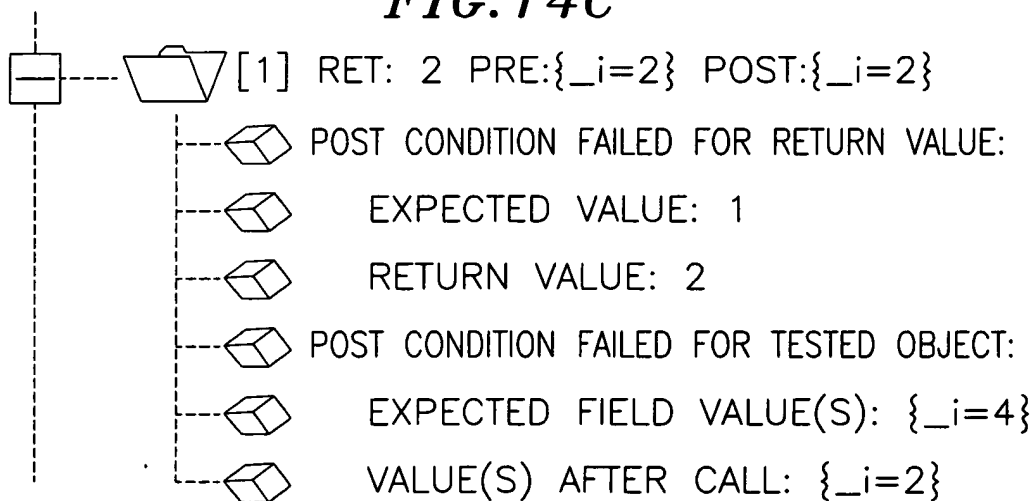 FIG. 74C
[1] RET: 2 PRE:{_i=2} POST:{_i=2}
POST CONDITION FAILED FOR RETURN VALUE:
EXPECTED VALUE: 1
RETURN VALUE: 2
POST CONDITION FAILED FOR TESTED OBJECT:
EXPECTED FIELD VALUE(S): {_i=4}
VALUE(S) AFTER CALL: {_i=2}